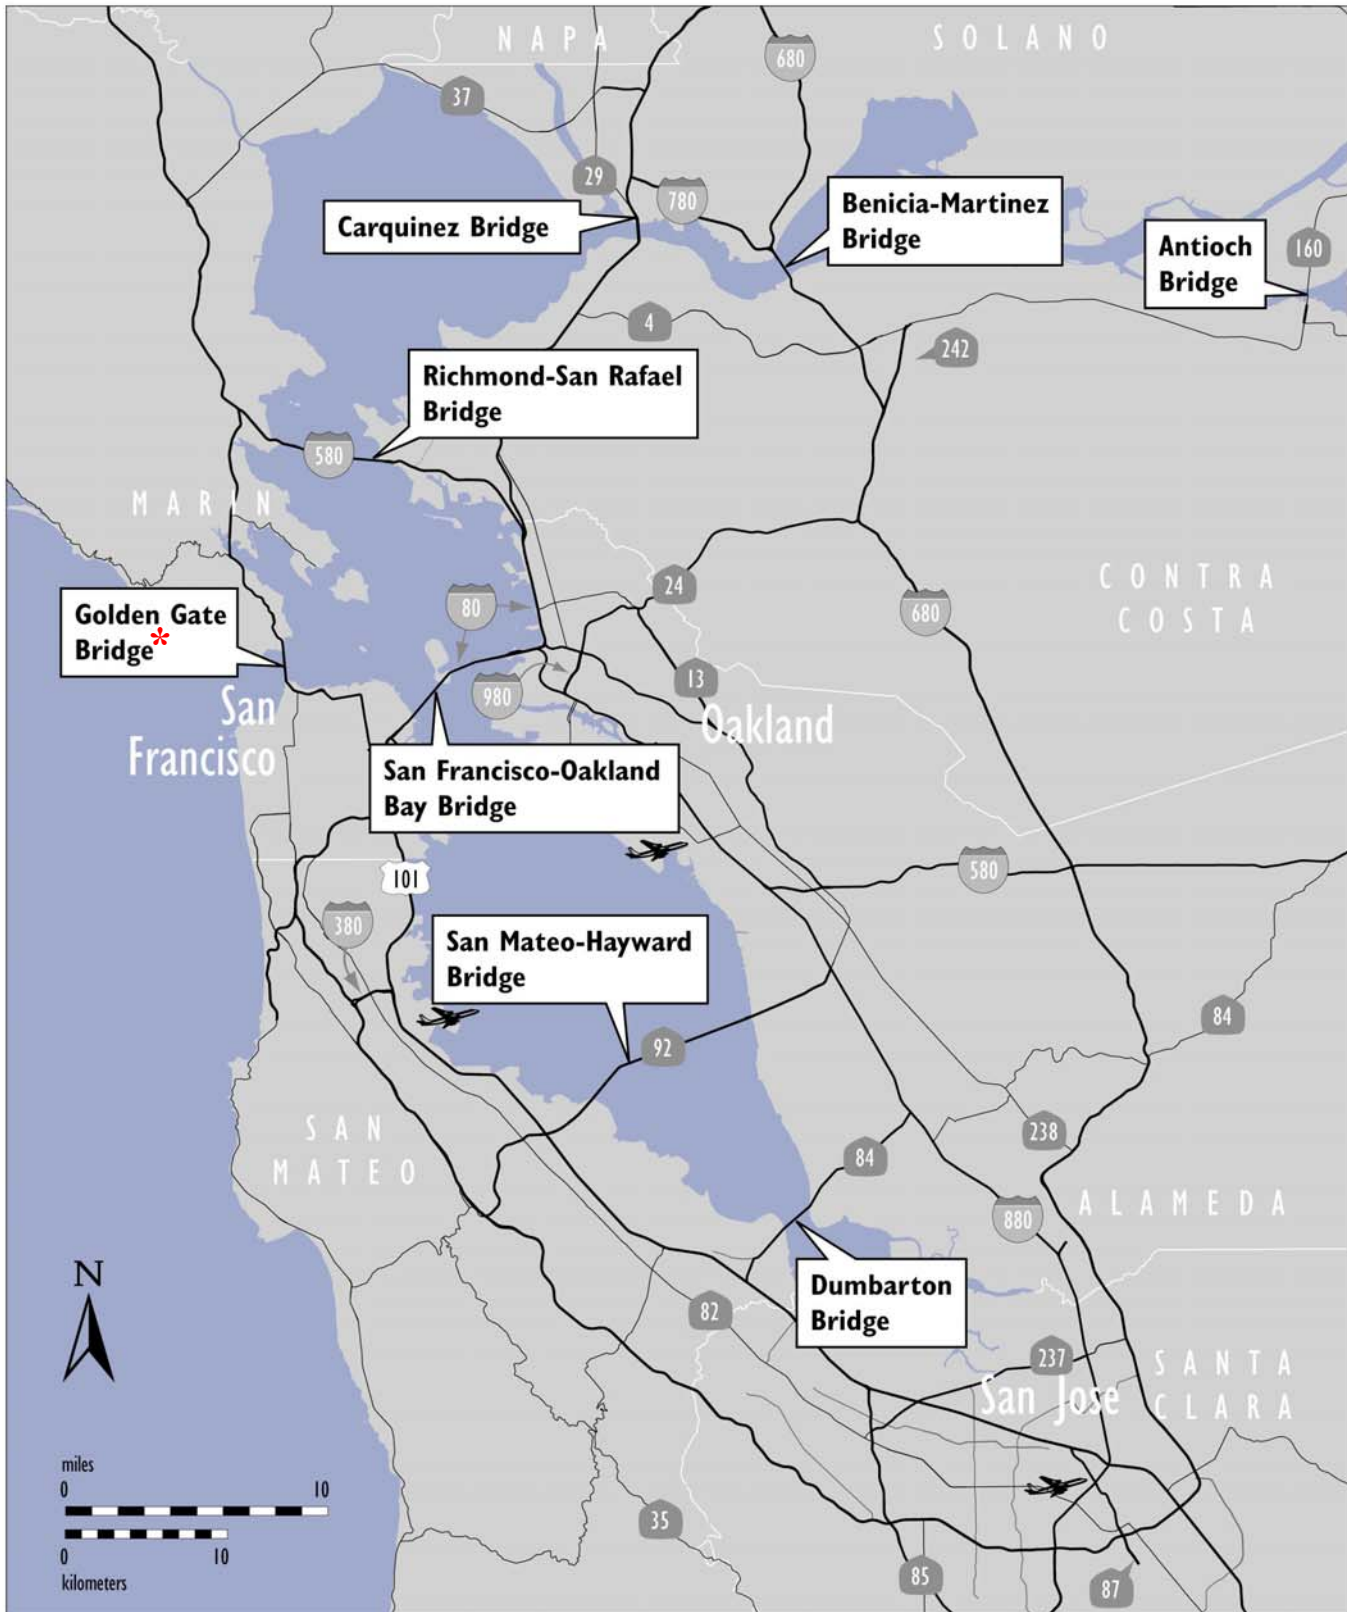 NAPA
SOLANO
680
37
29
780
Carquinez Bridge
Benicia-Martinez
Bridge
Antioch
Bridge
160
4
242
Richmond-San Rafael
Bridge
580
MARIN
80
24
680
CONTRA
COSTA
Golden Gate
Bridge*
980
13
San
Francisco
Oakland
San Francisco-Oakland
Bay Bridge
101
580
380
San Mateo-Hayward
Bridge
92
84
SAN
MATEO
238
84
880
ALAMEDA
N
Dumbarton
Bridge
82
237
San Jose
SANTA
CLARA
miles
0 10
0 10
kilometers
35
85
87